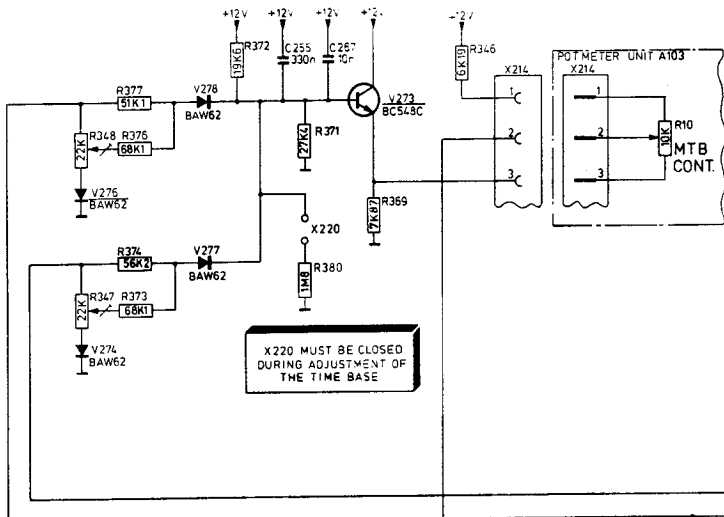 +12V +12V +12V +12V +12V
R372
19K6
C255
330n
C267
10n
R346
6K19
POTMETER UNIT A103
X214
X214
R377
51K1
V278
BAW62
V273
BC548C
R371
27K4
1
2
3
1
2
3
R10
10K
MTB
CONT.
R348
22K
R376
68K1
V276
BAW62
R369
7K87
X220
R380
1M8
R374
56K2
V277
BAW62
R347
22K
R373
68K1
V274
BAW62
X220 MUST BE CLOSED
DURING ADJUSTMENT OF
THE TIME BASE